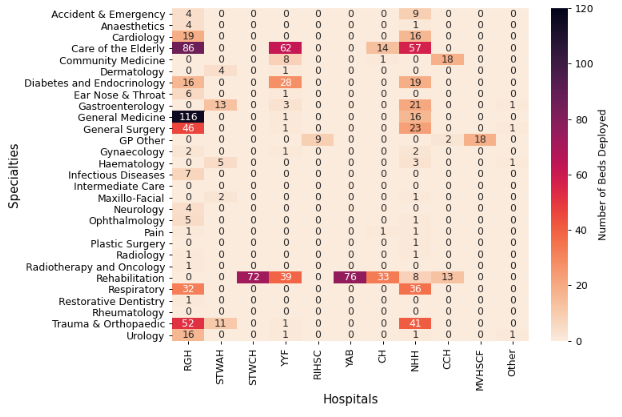 Accident & Emergency 4 0 0 0 0 0 0 9 0 0 0
Anaesthetics 4 0 0 0 0 0 0 1 0 0 0
Cardiology 19 0 0 0 0 0 0 16 0 0 0
Care of the Elderly 86 0 0 62 0 0 14 57 0 0 0
Community Medicine 0 0 0 8 0 0 1 0 18 0 0
Dermatology 0 4 0 1 0 0 0 0 0 0 0
Diabetes and Endocrinology 16 0 0 28 0 0 0 19 0 0 0
Ear Nose & Throat 6 0 0 1 0 0 0 0 0 0 0
Gastroenterology 0 13 0 3 0 0 0 21 0 0 1
General Medicine 116 0 0 1 0 0 0 16 0 0 0
General Surgery 46 0 0 1 0 0 0 23 0 0 1
GP Other 0 0 0 0 9 0 0 0 2 18 0
Gynaecology 2 0 0 1 0 0 0 2 0 0 0
Haematology 0 5 0 0 0 0 0 3 0 0 1
Infectious Diseases 7 0 0 0 0 0 0 0 0 0 0
Intermediate Care 0 0 0 0 0 0 0 0 0 0 0
Maxillo-Facial 0 2 0 0 0 0 0 1 0 0 0
Neurology 4 0 0 0 0 0 0 0 0 0 0
Ophthalmology 5 0 0 0 0 0 0 1 0 0 0
Pain 1 0 0 0 0 0 1 1 0 0 0
Plastic Surgery 0 0 0 0 0 0 0 1 0 0 0
Radiology 1 0 0 0 0 0 0 1 0 0 0
Radiotherapy and Oncology 1 0 0 0 0 0 0 0 0 0 0
Rehabilitation 0 0 72 39 0 76 33 8 13 0 0
Respiratory 32 0 0 0 0 0 0 36 0 0 0
Restorative Dentistry 1 0 0 0 0 0 0 0 0 0 0
Rheumatology 0 0 0 0 0 0 0 0 0 0 0
Trauma & Orthopaedic 52 11 0 1 0 0 0 41 0 0 0
Urology 16 0 0 1 0 0 0 1 0 0 1
Specialties
RGH STWAH STWCH YYF RIHSC YAB CH NHH CCH MVHSCF Other
Hospitals
120
100
80
60
40
20
0
Number of Beds Deployed